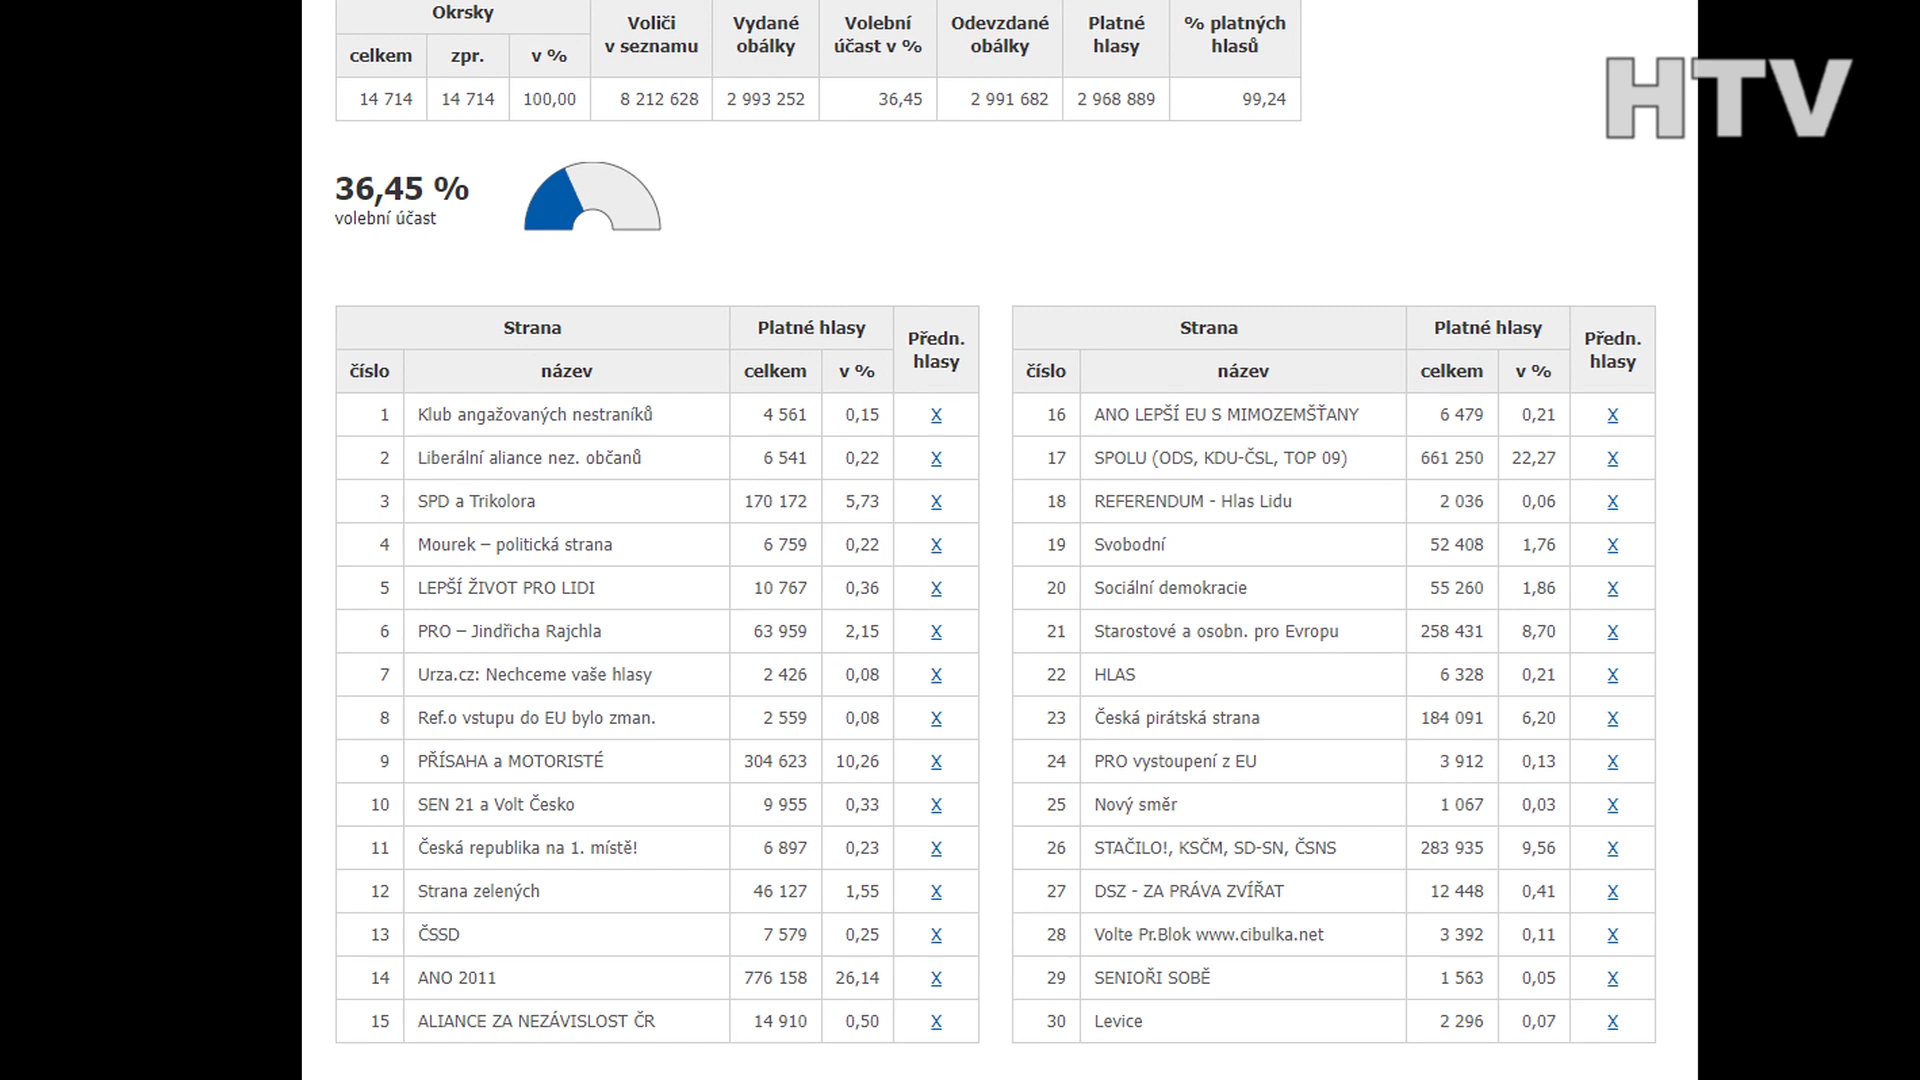 Okrsky Voliči v seznamu Vydané obálky Volební účast v % Odevzdané obálky Platné hlasy % platných hlasů
celkem zpr. v %
14 714 14 714 100,00 8 212 628 2 993 252 36,45 2 991 682 2 968 889 99,24
HTV
36,45 %
volební účast
Strana Platné hlasy Předn. hlasy
číslo název celkem v %
1 Klub angažovaných nestraníků 4 561 0,15 X
2 Liberální aliance nez. občanů 6 541 0,22 X
3 SPD a Trikolora 170 172 5,73 X
4 Mourek – politická strana 6 759 0,22 X
5 LEPŠÍ ŽIVOT PRO LIDI 10 767 0,36 X
6 PRO – Jindřicha Rajchla 63 959 2,15 X
7 Urza.cz: Nechceme vaše hlasy 2 426 0,08 X
8 Ref.o vstupu do EU bylo zman. 2 559 0,08 X
9 PŘÍSAHA a MOTORISTÉ 304 623 10,26 X
10 SEN 21 a Volt Česko 9 955 0,33 X
11 Česká republika na 1. místě! 6 897 0,23 X
12 Strana zelených 46 127 1,55 X
13 ČSSD 7 579 0,25 X
14 ANO 2011 776 158 26,14 X
15 ALIANCE ZA NEZÁVISLOST ČR 14 910 0,50 X
Strana Platné hlasy Předn. hlasy
číslo název celkem v %
16 ANO LEPŠÍ EU S MIMOZEMŠŤANY 6 479 0,21 X
17 SPOLU (ODS, KDU-ČSL, TOP 09) 661 250 22,27 X
18 REFERENDUM - Hlas Lidu 2 036 0,06 X
19 Svobodní 52 408 1,76 X
20 Sociální demokracie 55 260 1,86 X
21 Starostové a osobn. pro Evropu 258 431 8,70 X
22 HLAS 6 328 0,21 X
23 Česká pirátská strana 184 091 6,20 X
24 PRO vystoupení z EU 3 912 0,13 X
25 Nový směr 1 067 0,03 X
26 STAČILO!, KSČM, SD-SN, ČSNS 283 935 9,56 X
27 DSZ - ZA PRÁVA ZVÍŘAT 12 448 0,41 X
28 Volte Pr.Blok www.cibulka.net 3 392 0,11 X
29 SENIOŘI SOBĚ 1 563 0,05 X
30 Levice 2 296 0,07 X